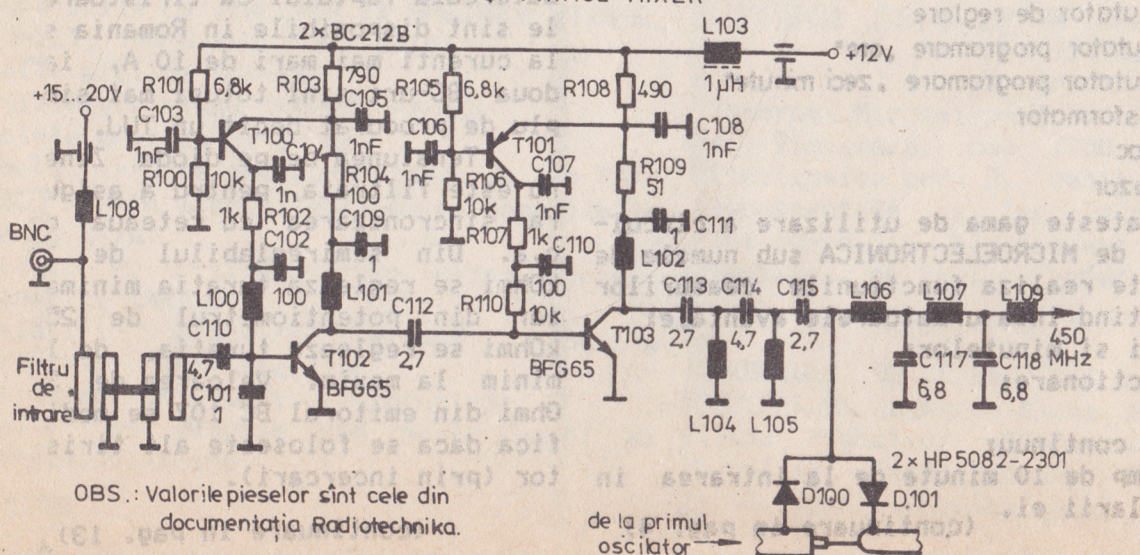 MIXER
2×BC212B
L103
+12V
1µH
R101
6,8k
R103
790
R105
6,8k
R108
490
+15...20V
C103
1nF
T100
C105
1nF
C106
1nF
T101
C108
1nF
R100
10k
C104
1n
R104
100
R106
10k
C107
1nF
R109
51
L108
1k
R102
C109
1
R107
1k
C111
1
BNC
C102
100
C110
100
L102
L100
L101
R110
10k
C113
2,7
C114
4,7
C115
2,7
L106
L107
L109
C110
4,7
C112
2,7
T102
BFG65
T103
BFG65
450
MHz
C117
6,8
C118
6,8
Filtru
de
intrare
C101
1
L104
L105
2×HP5082-2301
D100
D101
OBS.: Valorile pieselor sînt cele din
documentaţia Radiotechnika.
de la primul
oscilator